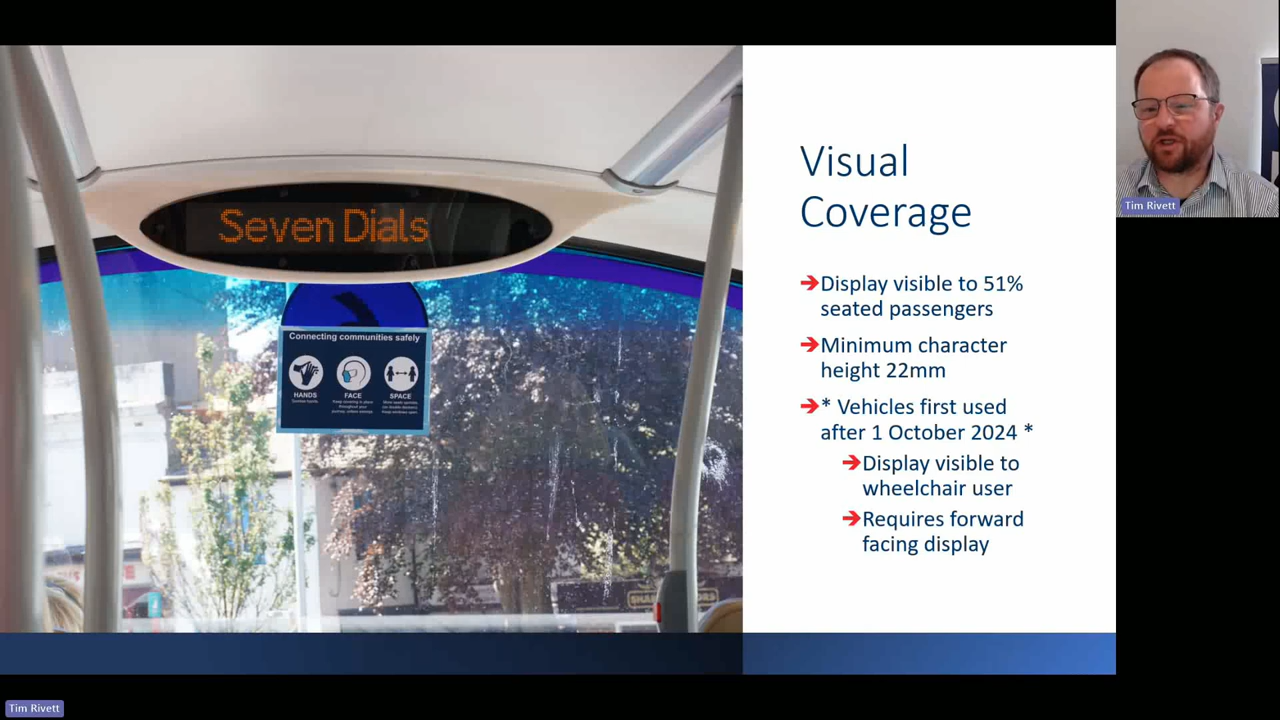 Seven Dials
Connecting communities safely
HANDS
FACE
SPACE
Visual
Coverage
➔Display visible to 51%
seated passengers
➔Minimum character
height 22mm
➔* Vehicles first used
after 1 October 2024 *
➔Display visible to
wheelchair user
➔Requires forward
facing display
Tim Rivett
Tim Rivett